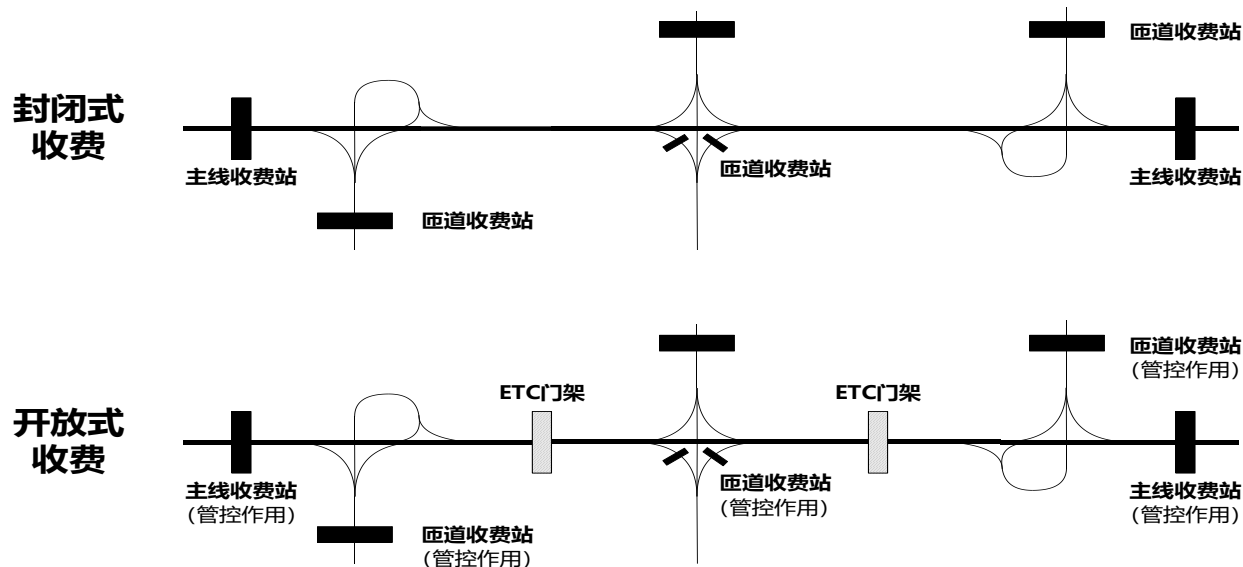 匝道收费站
封闭式
收费
主线收费站
匝道收费站
主线收费站
匝道收费站
匝道收费站
(管控作用)
ETC门架
ETC门架
开放式
收费
主线收费站
(管控作用)
匝道收费站
(管控作用)
主线收费站
(管控作用)
匝道收费站
(管控作用)